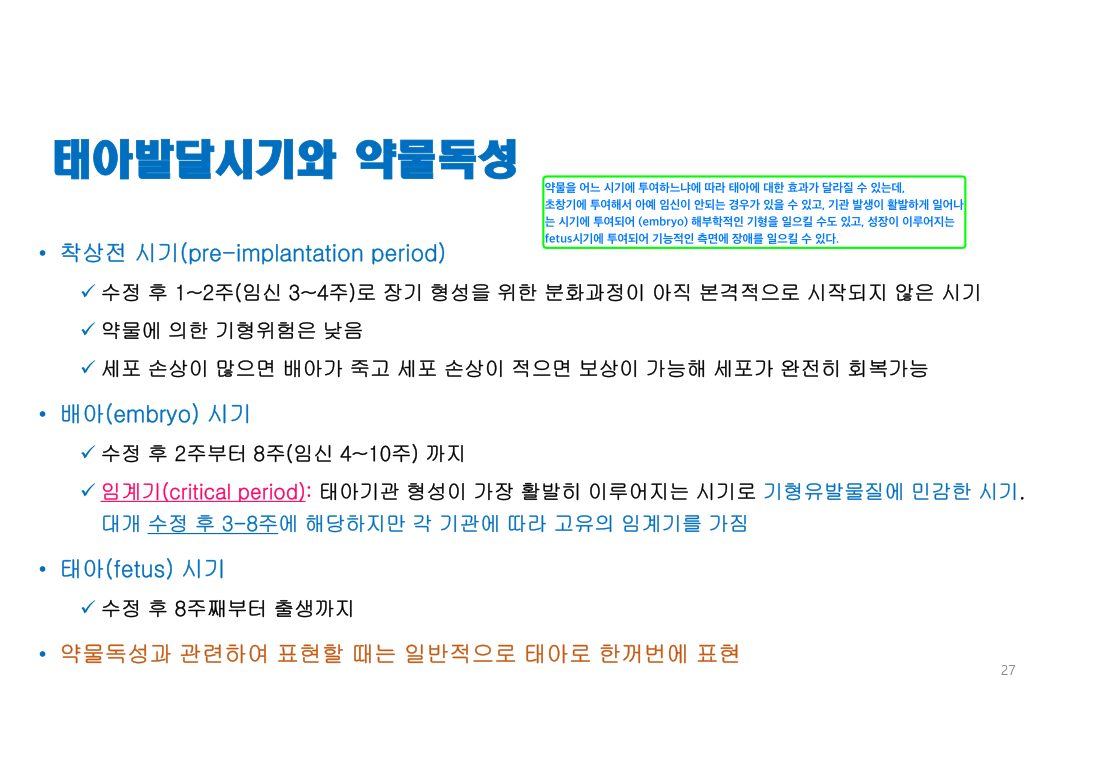 태아발달시기와 약물독성
약물을 어느 시기에 투여하느냐에 따라 태아에 대한 효과가 달라질 수 있는데,
초창기에 투여해서 아예 임신이 안되는 경우가 있을 수 있고, 기관 발생이 활발하게 일어나
는 시기에 투여되어 (embryo) 해부학적인 기형을 일으킬 수도 있고, 성장이 이루어지는
fetus시기에 투여되어 기능적인 측면에 장애를 일으킬 수 있다.
• 착상전 시기(pre-implantation period)
✓ 수정 후 1~2주(임신 3~4주)로 장기 형성을 위한 분화과정이 아직 본격적으로 시작되지 않은 시기
✓ 약물에 의한 기형위험은 낮음
✓ 세포 손상이 많으면 배아가 죽고 세포 손상이 적으면 보상이 가능해 세포가 완전히 회복가능
• 배아(embryo) 시기
✓ 수정 후 2주부터 8주(임신 4~10주) 까지
✓ 임계기(critical period): 태아기관 형성이 가장 활발히 이루어지는 시기로 기형유발물질에 민감한 시기.
대개 수정 후 3-8주에 해당하지만 각 기관에 따라 고유의 임계기를 가짐
• 태아(fetus) 시기
✓ 수정 후 8주째부터 출생까지
• 약물독성과 관련하여 표현할 때는 일반적으로 태아로 한꺼번에 표현
27